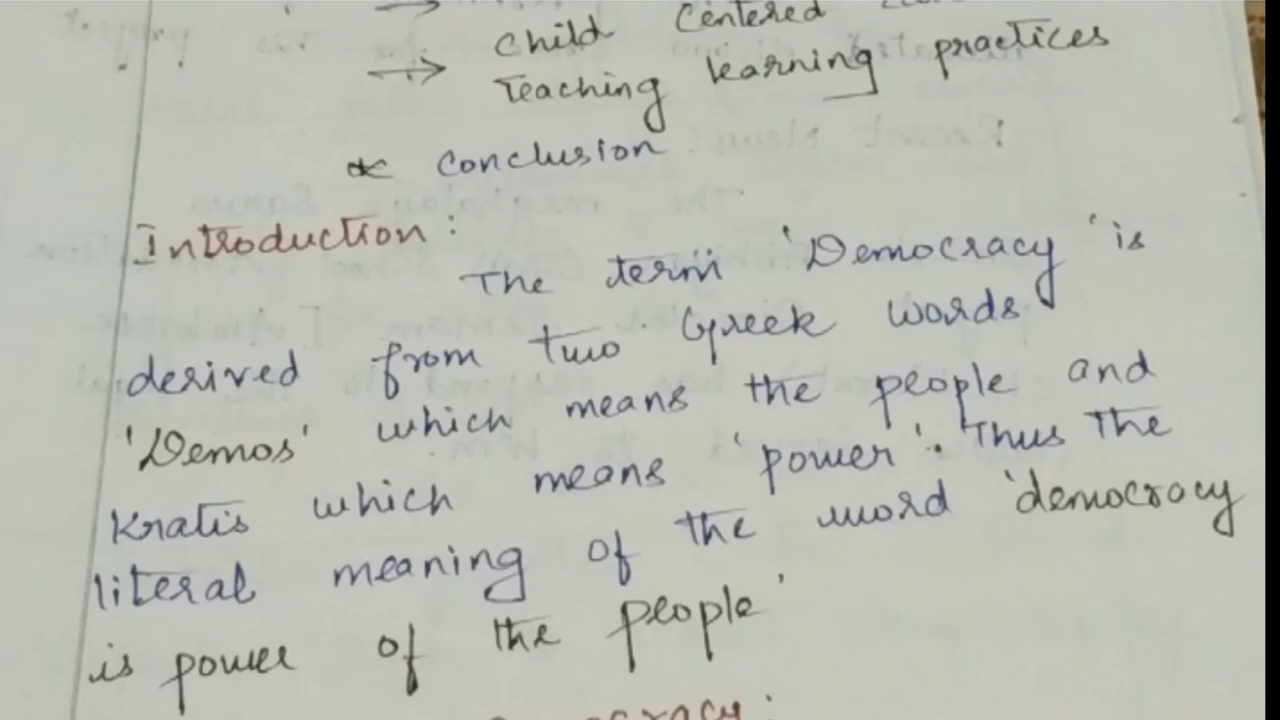 → Child Centered
→ Teaching learning practices
* Conclusion
Introduction :
The term 'Democracy' is
derived from two Greek words
'Demos' which means the people and
Kratis which means 'power'. Thus the
literal meaning of the word 'democracy
is power of the people'